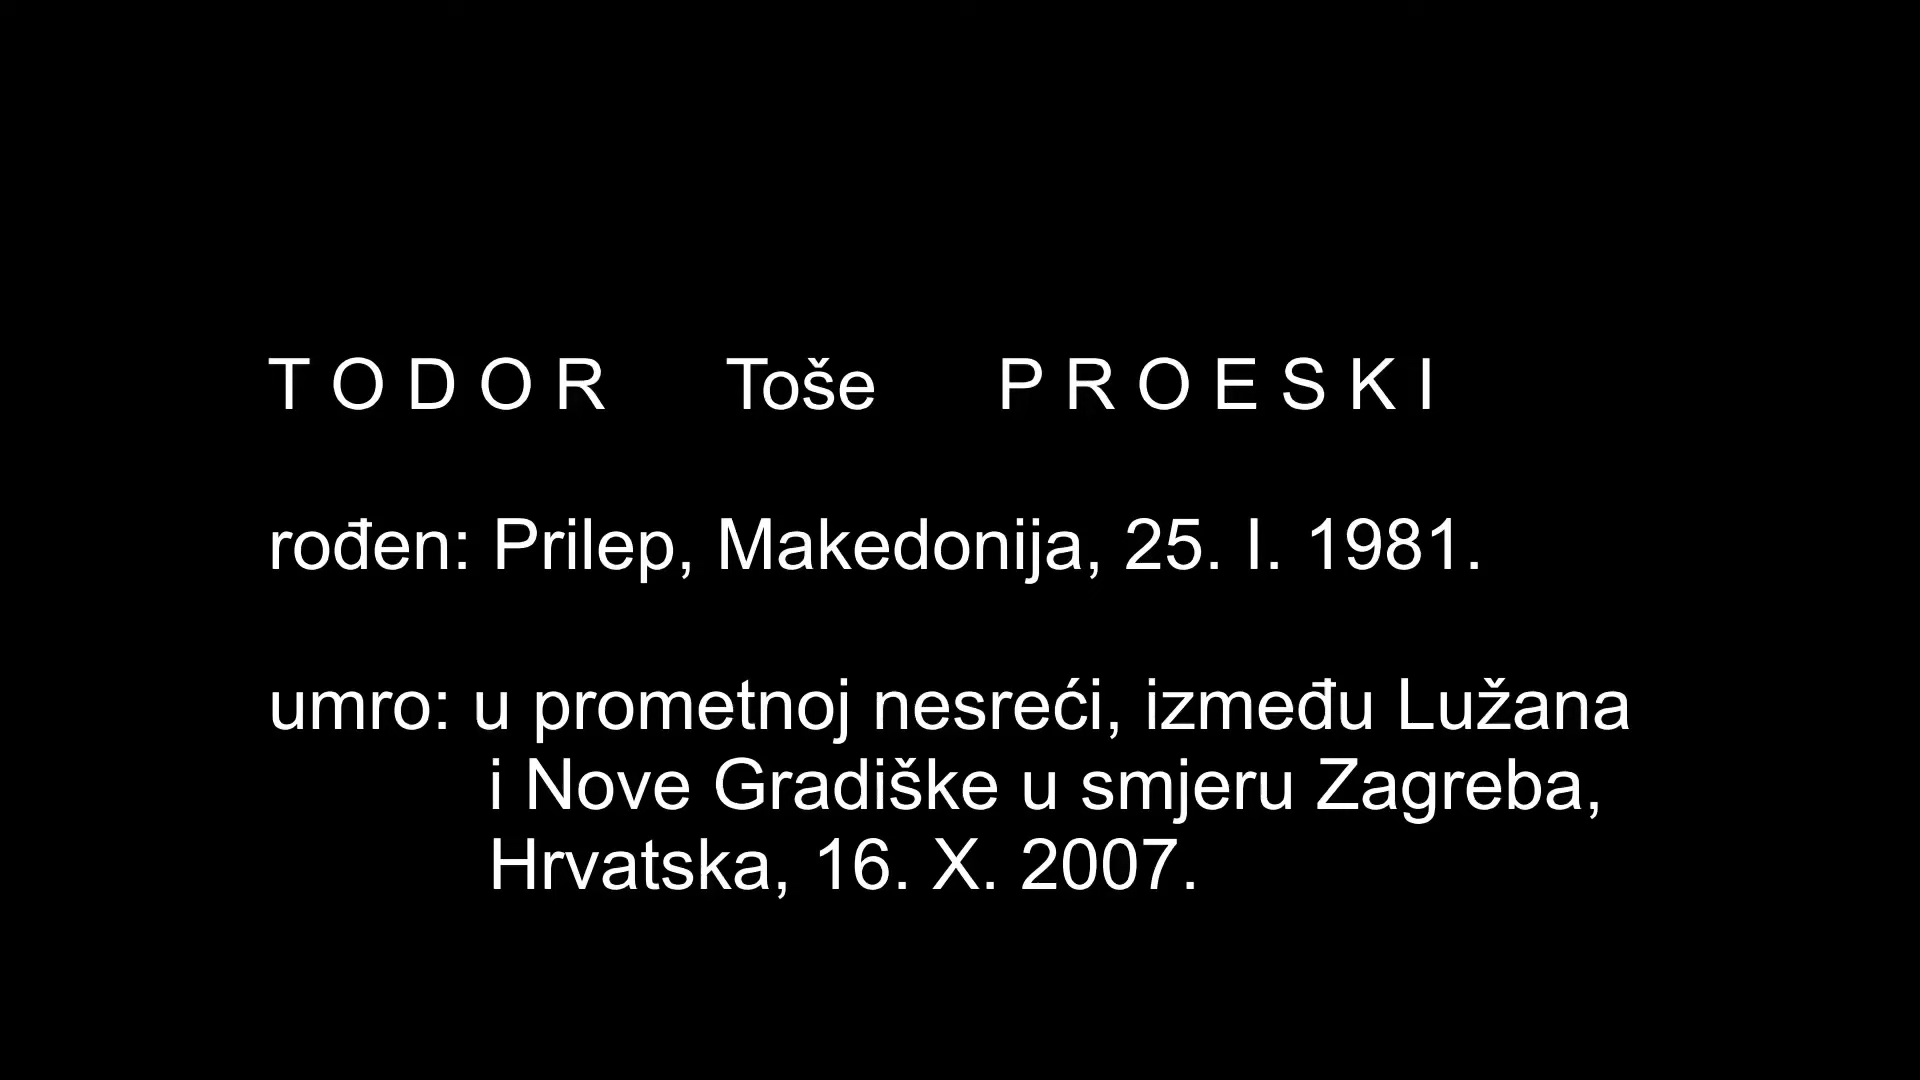 T O D O R Toše P R O E S K I
rođen: Prilep, Makedonija, 25. I. 1981.
umro: u prometnoj nesreći, između Lužana
i Nove Gradiške u smjeru Zagreba,
Hrvatska, 16. X. 2007.